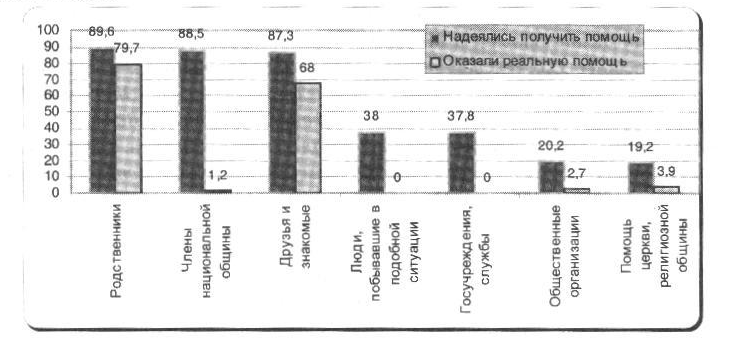 Надеялись получить помощь
Оказали реальную помощь
100
90
80
70
60
50
40
30
20
10
0
89,6
79,7
88,5
1,2
87,3
68
38
0
37,8
0
20,2
2,7
19,2
3,9
Родственники
Члены
национальной
общины
Друзья и
знакомые
Люди,
побывавшие в
подобной
ситуации
Госучреждения,
службы
Общественные
организации
Помощь
церкви,
религиозной
общины